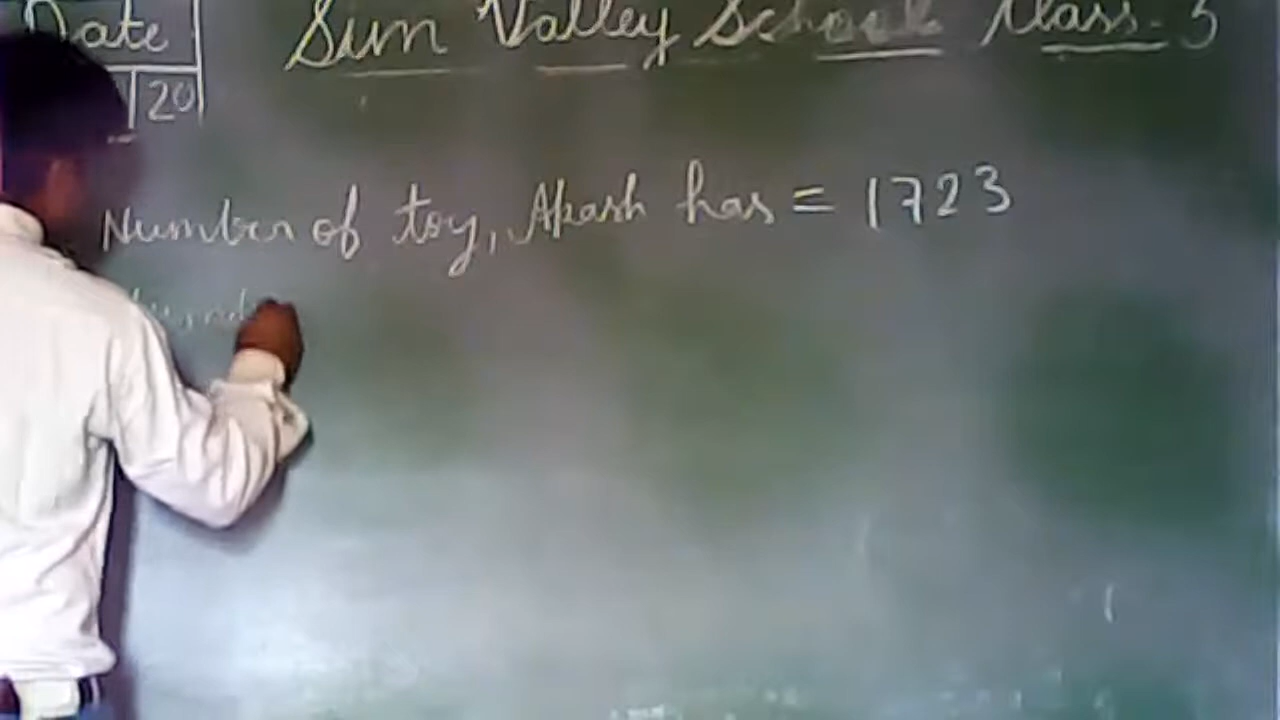 Date
Sun Valley School Class - 3
20
Number of toy, Akash has = 1723